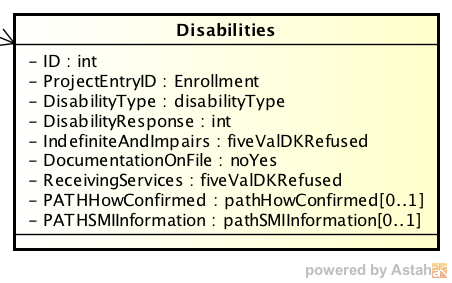 Disabilities
- ID : int
- ProjectEntryID : Enrollment
- DisabilityType : disabilityType
- DisabilityResponse : int
- IndefiniteAndImpairs : fiveValDKRefused
- DocumentationOnFile : noYes
- ReceivingServices : fiveValDKRefused
- PATHHowConfirmed : pathHowConfirmed[0..1]
- PATHSMIInformation : pathSMIInformation[0..1]
powered by Astah